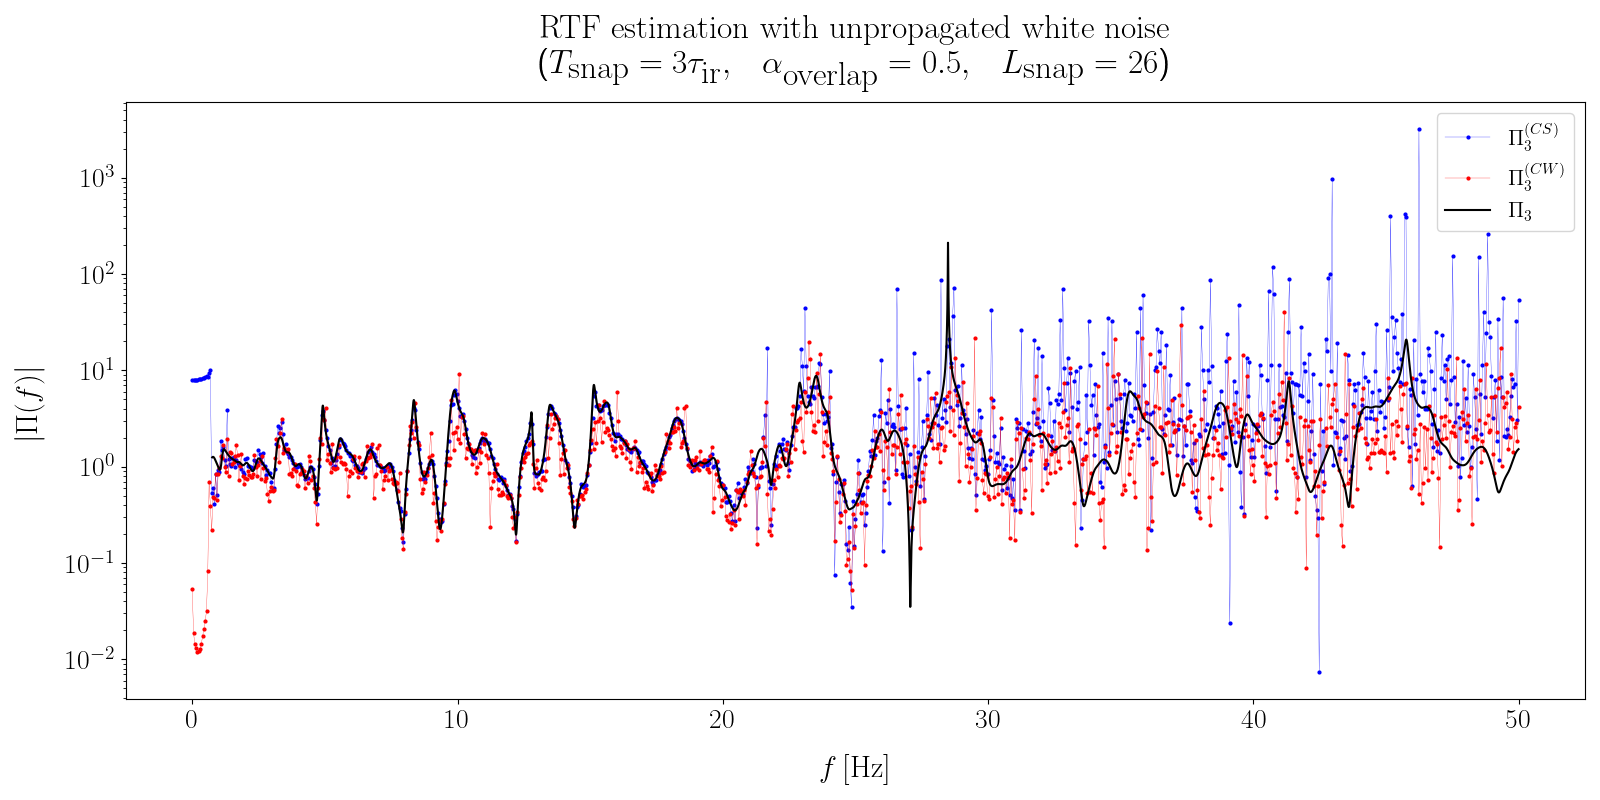 RTF estimation with unpropagated white noise
(T_snap = 3τ_ir, α_overlap = 0.5, L_snap = 26)
|Π(f)|
10^3
10^2
10^1
10^0
10^−1
10^−2
Π_3^(CS)
Π_3^(CW)
Π_3
0 10 20 30 40 50
f [Hz]